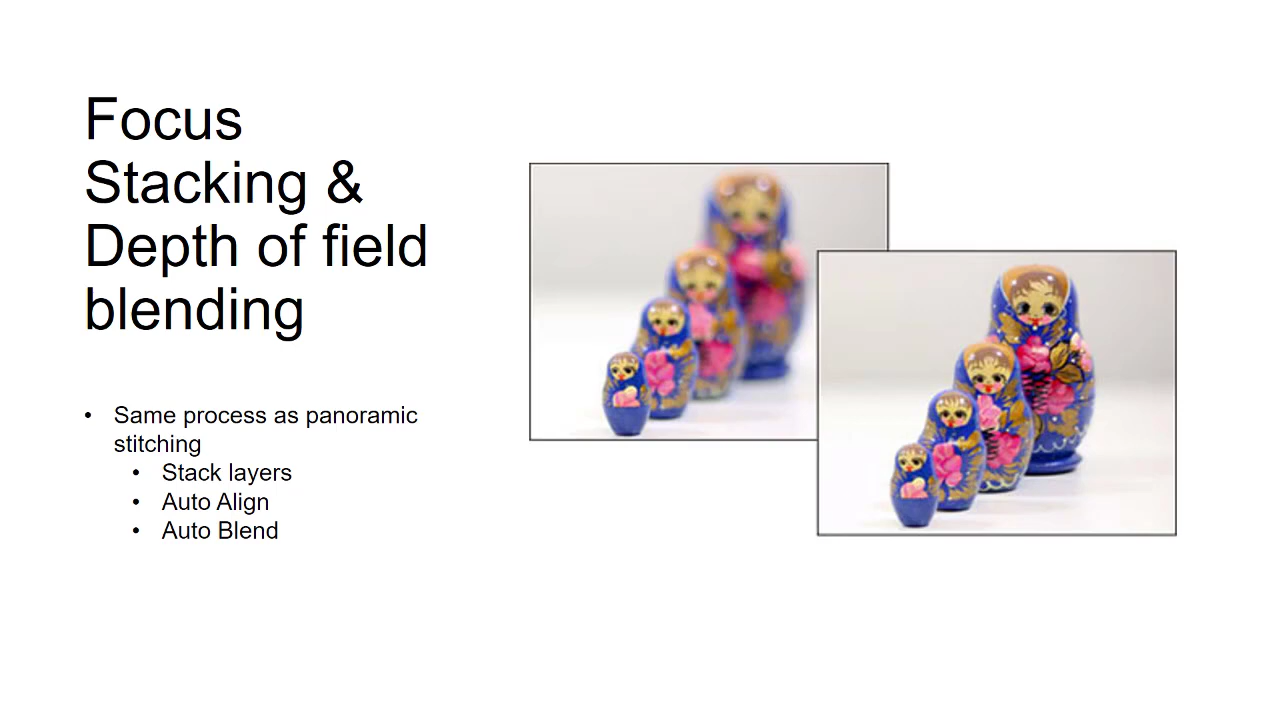 Focus
Stacking &
Depth of field
blending
• Same process as panoramic
stitching
• Stack layers
• Auto Align
• Auto Blend